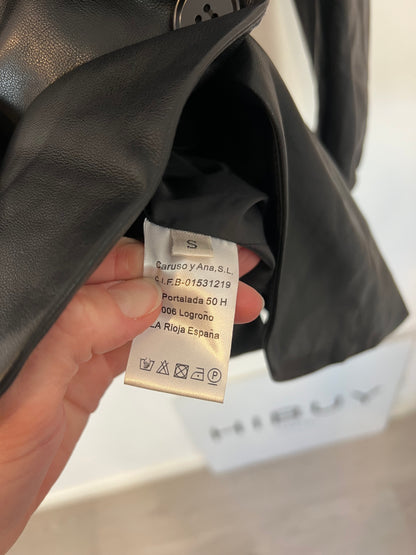 S
Caruso y Ana,S.L,
.I.F.B-01531219
Portalada 50 H
006 Logroño
LA Rioja España
P
HIBUY